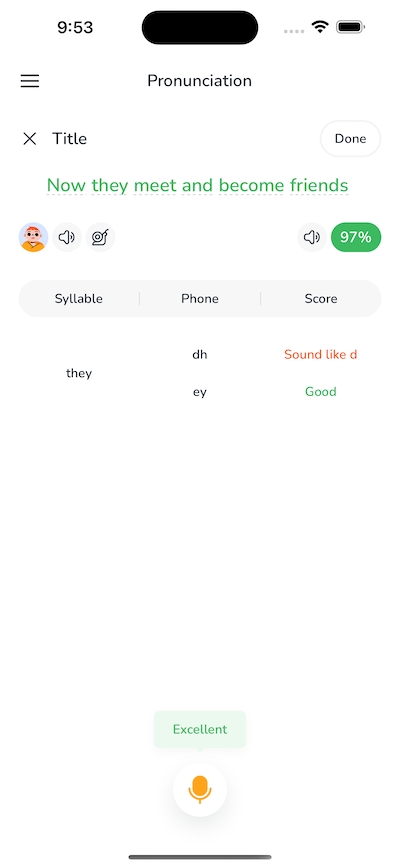 9:53
Pronunciation
Title
Done
Now they meet and become friends
97%
Syllable Phone Score
dh Sound like d
they
ey Good
Excellent